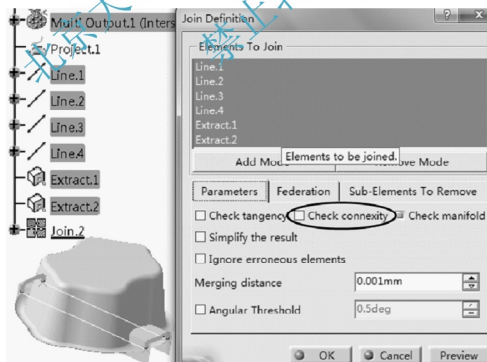 Multi Output.1 (Inters
Project.1
Line.1
Line.2
Line.3
Line.4
Extract.1
Extract.2
Join.2
Join Definition
Elements To Join
Line.1
Line.2
Line.3
Line.4
Extract.1
Extract.2
Elements to be joined.
Add Mode
Remove Mode
Parameters Federation Sub-Elements To Remove
Check tangency Check connexity Check manifold
Simplify the result
Ignore erroneous elements
Merging distance 0.001mm
Angular Threshold 0.5deg
OK Cancel Preview